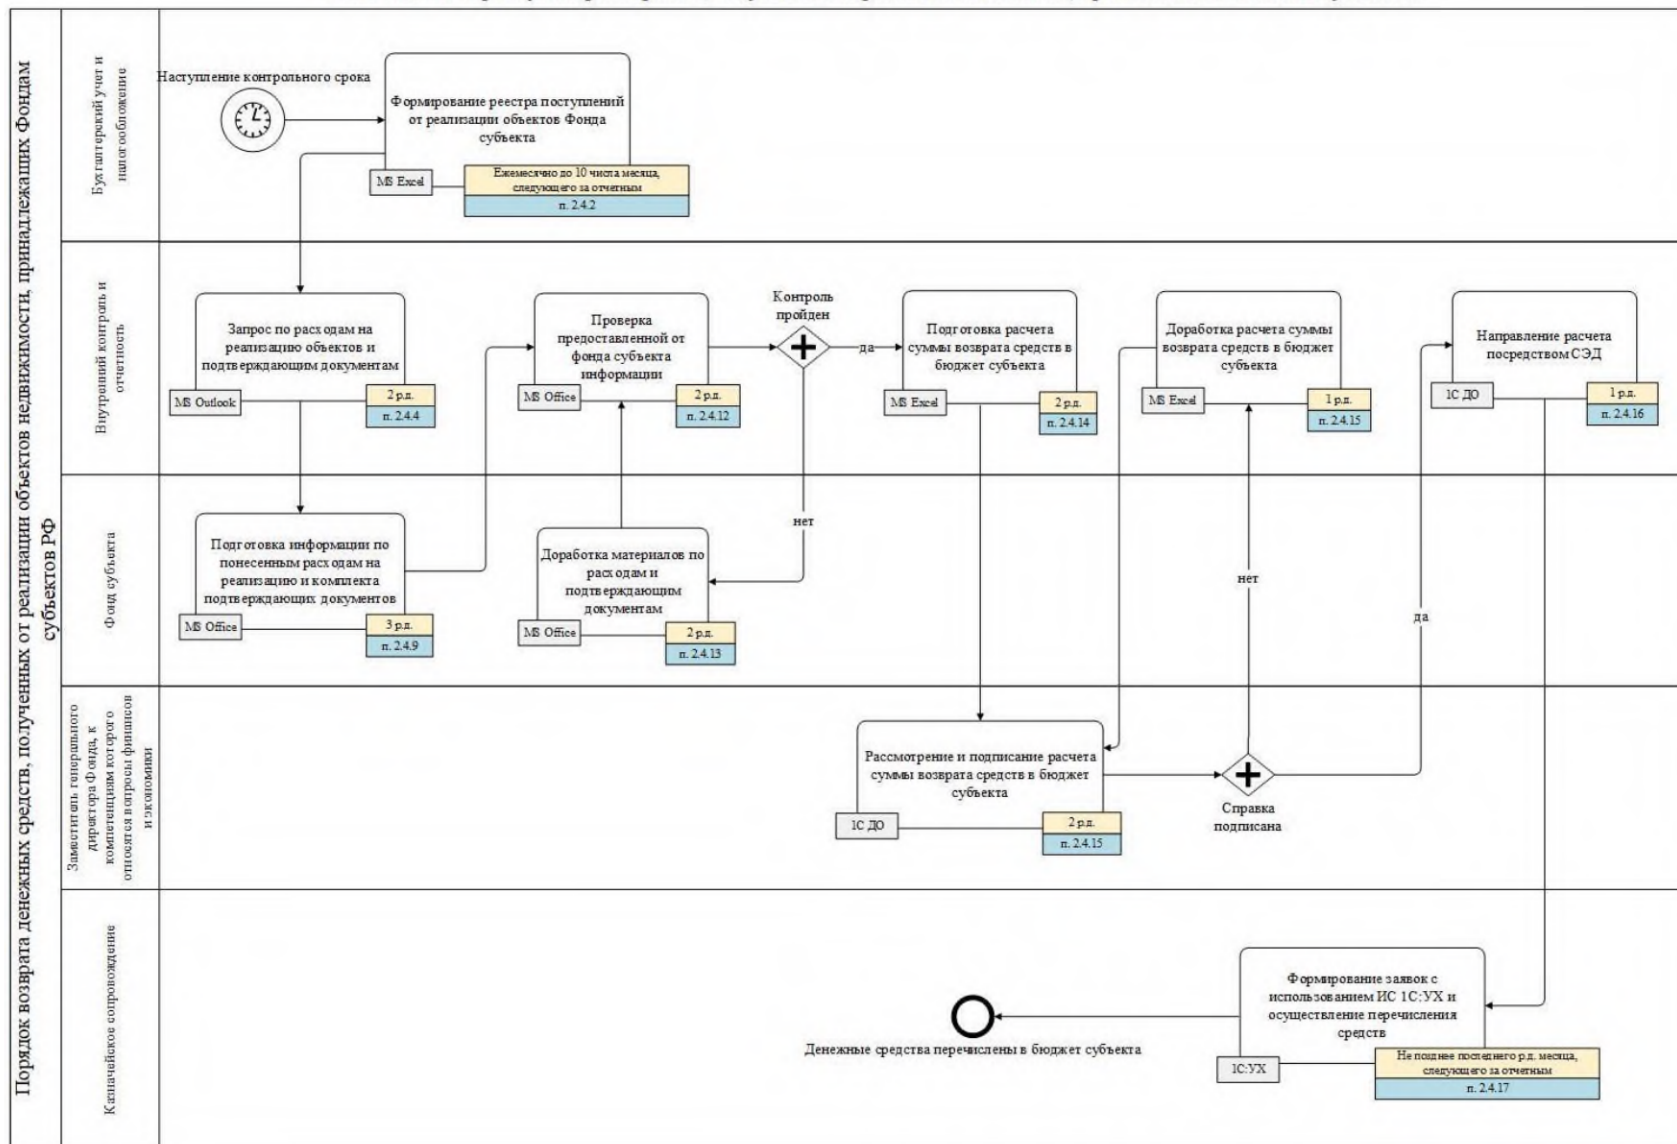 Порядок возврата денежных средств, полученных от реализации объектов недвижимости, принадлежащих Фондам
субъектов РФ
Бухгалтерский учет и
налогообложение
Наступление контрольного срока
Формирование реестра поступлений
от реализации объектов Фонда
субъекта
MS Excel
Ежемесячно до 10 числа месяца,
следующего за отчетным
п. 2.4.2
Внутренний контроль и
отчетность
Запрос по расходам на
реализацию объектов и
подтверждающим документам
MS Outlook
2 р.д.
п. 2.4.4
Проверка
предоставленной от
фонда субъекта
информации
MS Office
2 р.д.
п. 2.4.12
Контроль
пройден
да
Подготовка расчета
суммы возврата средств в
бюджет субъекта
MS Excel
2 р.д.
п. 2.4.14
Доработка расчета суммы
возврата средств в бюджет
субъекта
MS Excel
1 р.д.
п. 2.4.15
Направление расчета
посредством СЭД
1С ДО
1 р.д.
п. 2.4.16
Фонд субъекта
Подготовка информации по
понесенным расходам на
реализацию и комплекта
подтверждающих документов
MS Office
3 р.д.
п. 2.4.9
Доработка материалов по
расходам и
подтверждающим
документам
MS Office
2 р.д.
п. 2.4.13
нет
нет
да
Заместитель генерального
директора Фонда, к
компетенциям которого
относятся вопросы финансов
и экономики
Рассмотрение и подписание расчета
суммы возврата средств в бюджет
субъекта
1С ДО
2 р.д.
п. 2.4.15
Справка
подписана
Казначейское сопровождение
Формирование заявок с
использованием ИС 1С:УХ и
осуществление перечисления
средств
1С:УХ
Не позднее последнего р.д. месяца,
следующего за отчетным
п. 2.4.17
Денежные средства перечислены в бюджет субъекта